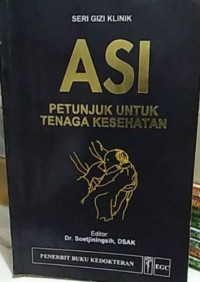 SERI GIZI KLINIK
ASI
PETUNJUK UNTUK
TENAGA KESEHATAN
Editor:
Dr. Soetjiningsih, DSAK
PENERBIT BUKU KEDOKTERAN
EGC